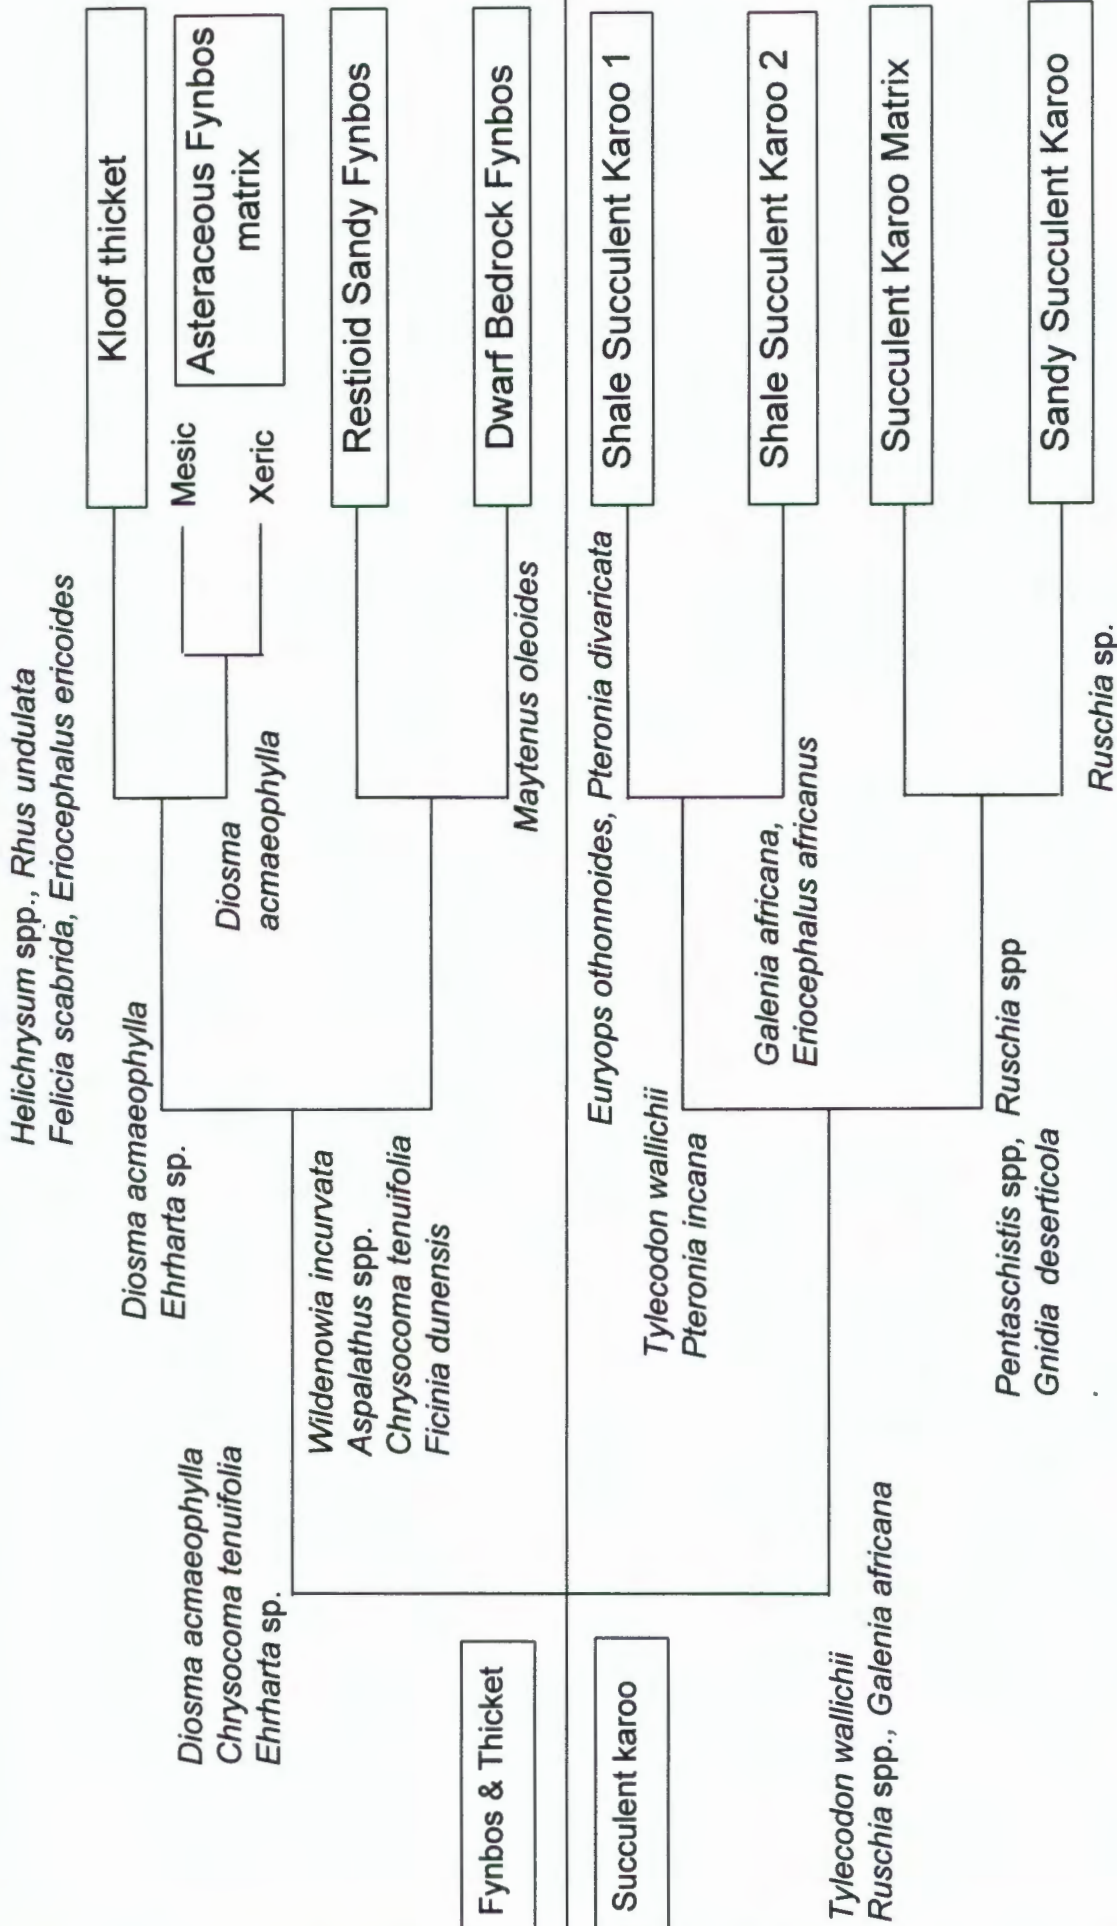 Helichrysum spp., Rhus undulata
Felicia scabrida, Eriocephalus ericoides
Kloof thicket
Diosma acmaeophylla
Ehrharta sp.
Mesic
Asteraceous Fynbos
matrix
Xeric
Diosma
acmaeophylla
Diosma acmaeophylla
Chrysocoma tenuifolia
Ehrharta sp.
Wildenowia incurvata
Aspalathus spp.
Chrysocoma tenuifolia
Ficinia dunensis
Restioid Sandy Fynbos
Dwarf Bedrock Fynbos
Maytenus oleoides
Fynbos & Thicket
Succulent karoo
Euryops othonnoides, Pteronia divaricata
Shale Succulent Karoo 1
Tylecodon wallichii
Pteronia incana
Shale Succulent Karoo 2
Galenia africana,
Eriocephalus africanus
Tylecodon wallichii
Ruschia spp., Galenia africana
Succulent Karoo Matrix
Pentaschistis spp, Ruschia spp
Gnidia deserticola
Sandy Succulent Karoo
Ruschia sp.